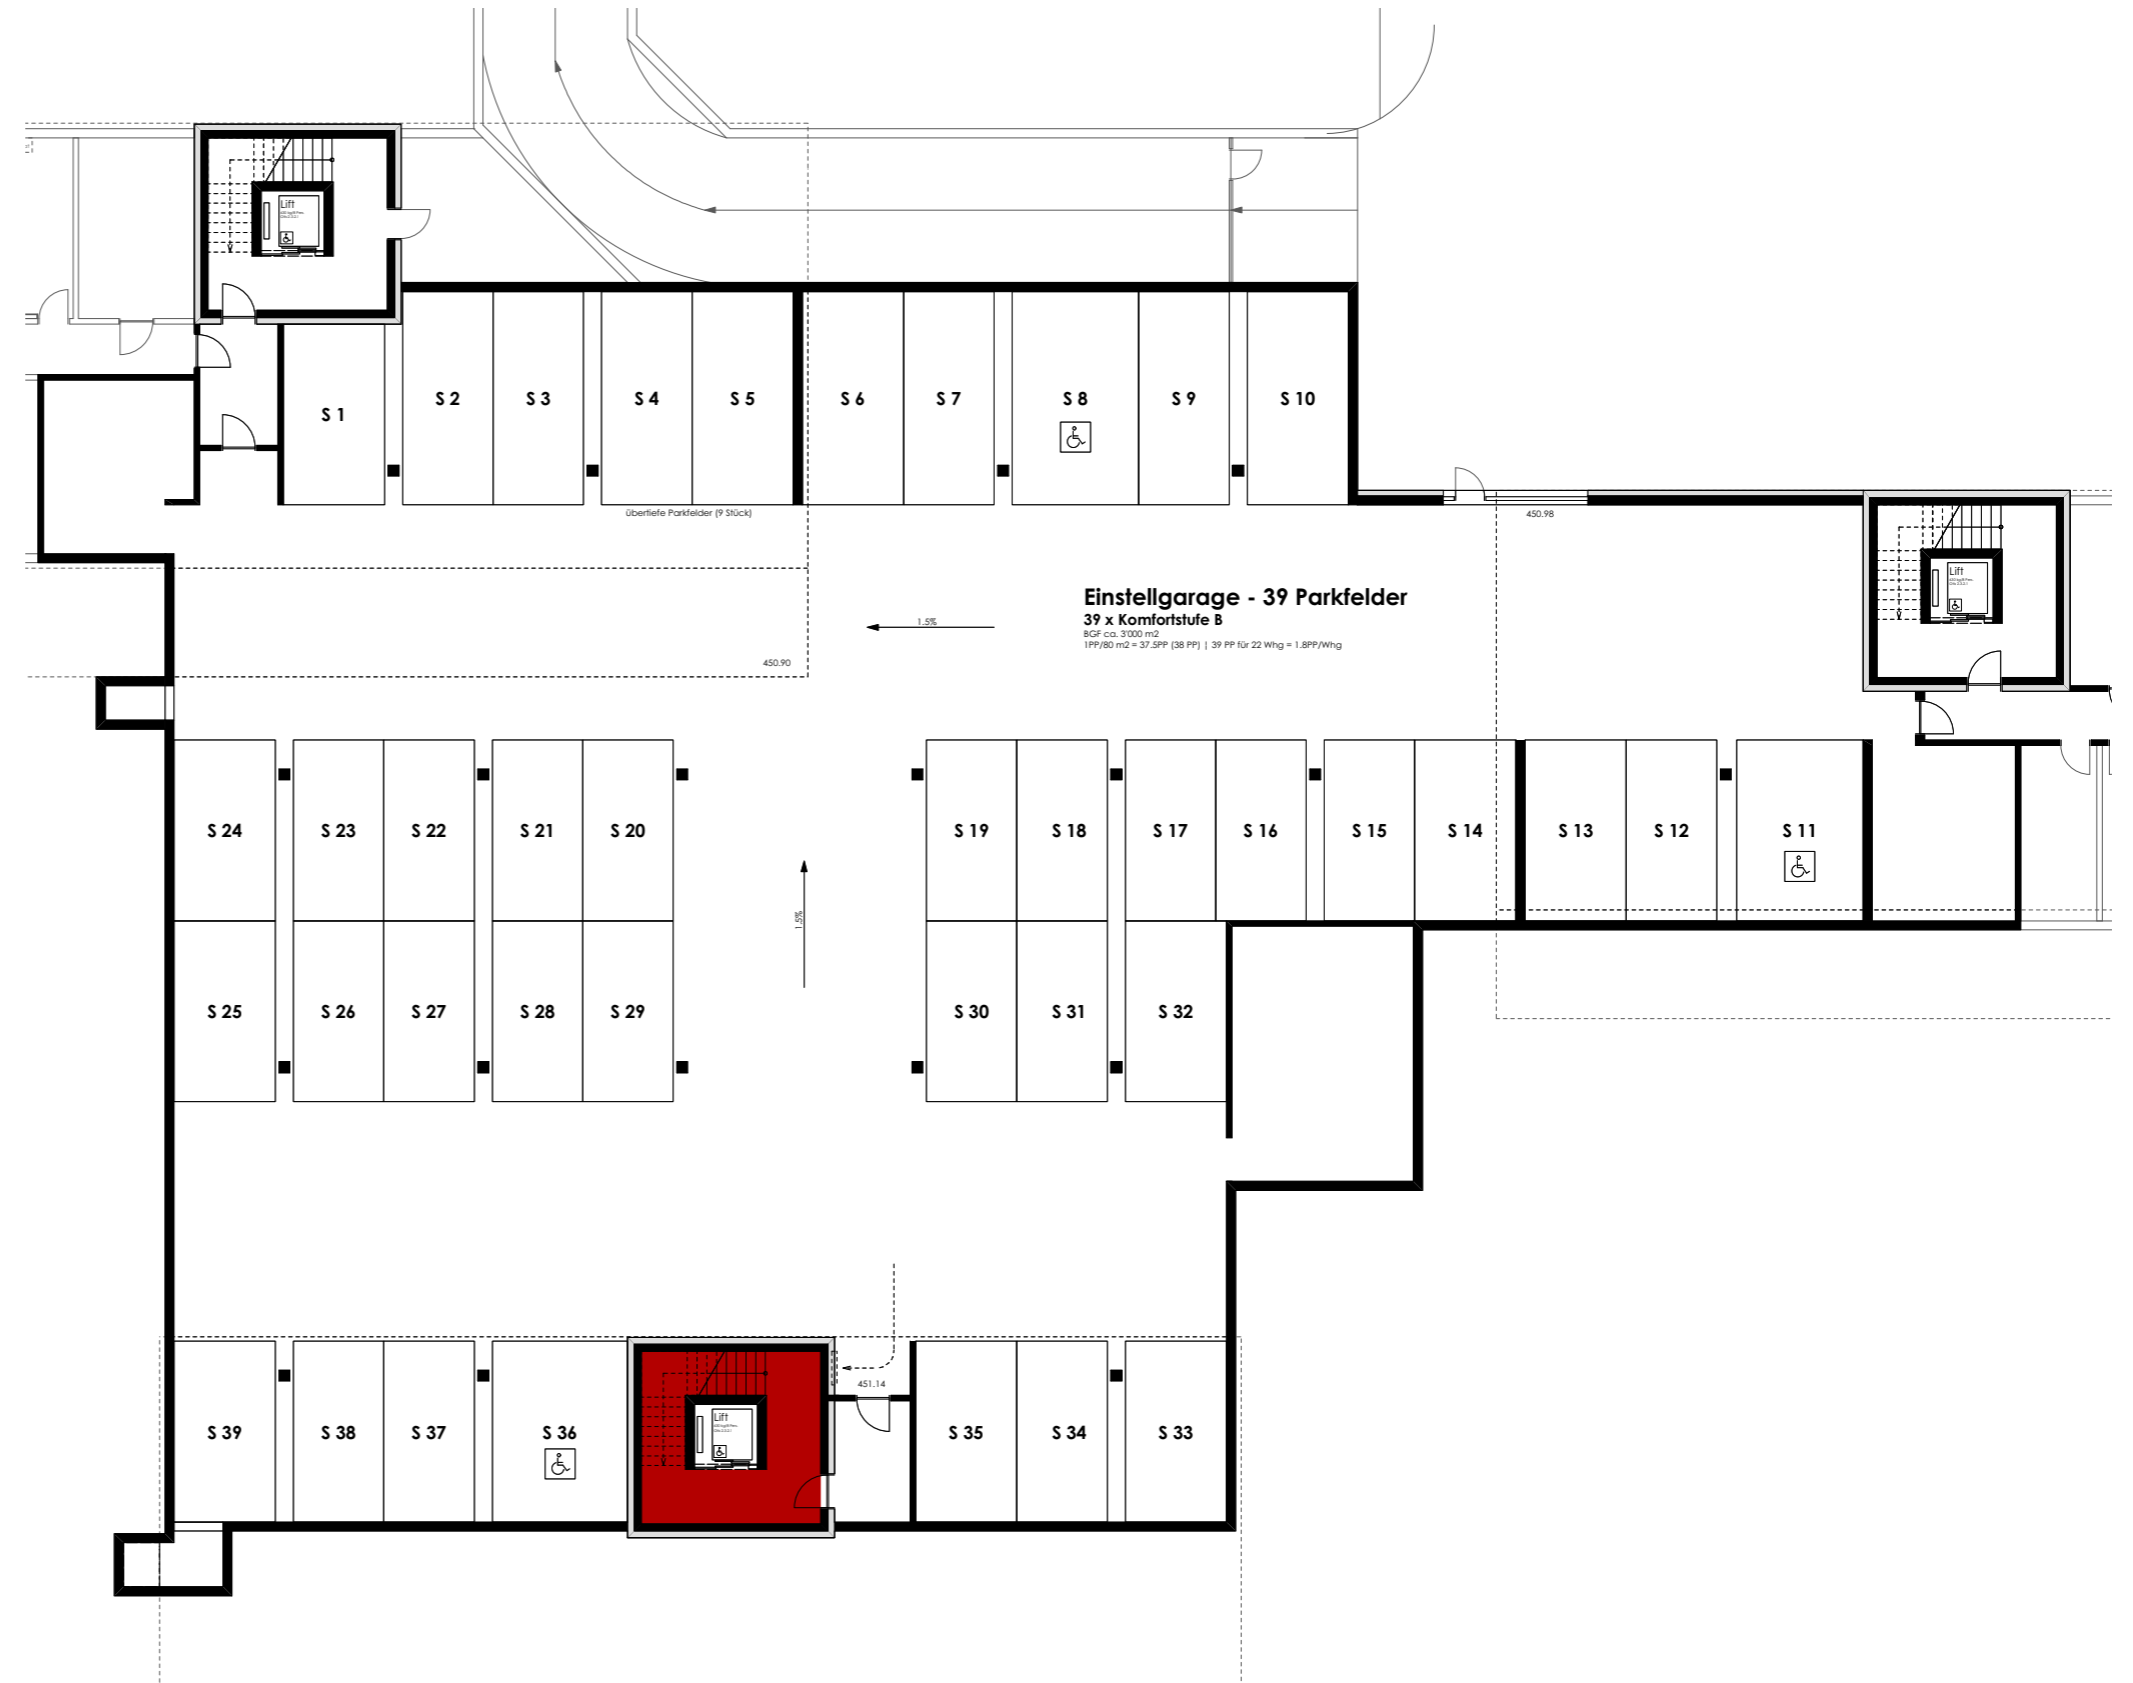 Lift
S 1
S 2
S 3
S 4
S 5
S 6
S 7
S 8
S 9
S 10
übertiefe Parkfelder (9 Stück)
450.98
Lift
Einstellgarage - 39 Parkfelder
39 x Komfortstufe B
BGF ca. 3'000 m2
1PP/80 m2 = 37.5PP (38 PP) | 39 PP für 22 Whg = 1.8PP/Whg
1.5%
450.90
S 24
S 23
S 22
S 21
S 20
S 19
S 18
S 17
S 16
S 15
S 14
S 13
S 12
S 11
1.5%
S 25
S 26
S 27
S 28
S 29
S 30
S 31
S 32
451.14
Lift
S 39
S 38
S 37
S 36
S 35
S 34
S 33